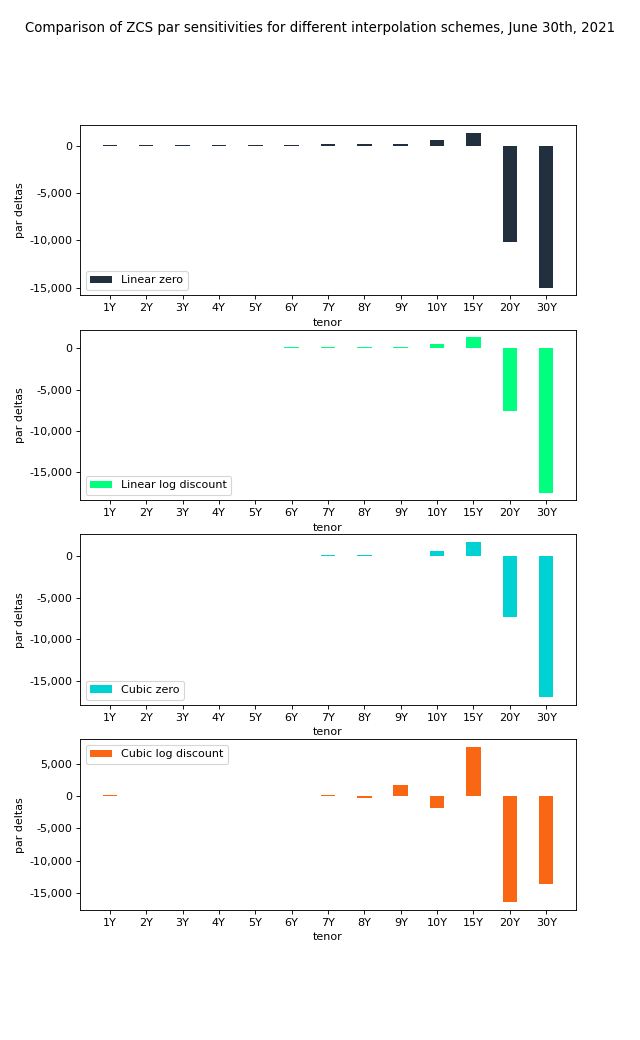 Comparison of ZCS par sensitivities for different interpolation schemes, June 30th, 2021
0
-5,000
-10,000
-15,000
par deltas
Linear zero
1Y 2Y 3Y 4Y 5Y 6Y 7Y 8Y 9Y 10Y 15Y 20Y 30Y
tenor
0
-5,000
-10,000
-15,000
par deltas
Linear log discount
1Y 2Y 3Y 4Y 5Y 6Y 7Y 8Y 9Y 10Y 15Y 20Y 30Y
tenor
0
-5,000
-10,000
-15,000
par deltas
Cubic zero
1Y 2Y 3Y 4Y 5Y 6Y 7Y 8Y 9Y 10Y 15Y 20Y 30Y
tenor
Cubic log discount
5,000
0
-5,000
-10,000
-15,000
par deltas
1Y 2Y 3Y 4Y 5Y 6Y 7Y 8Y 9Y 10Y 15Y 20Y 30Y
tenor